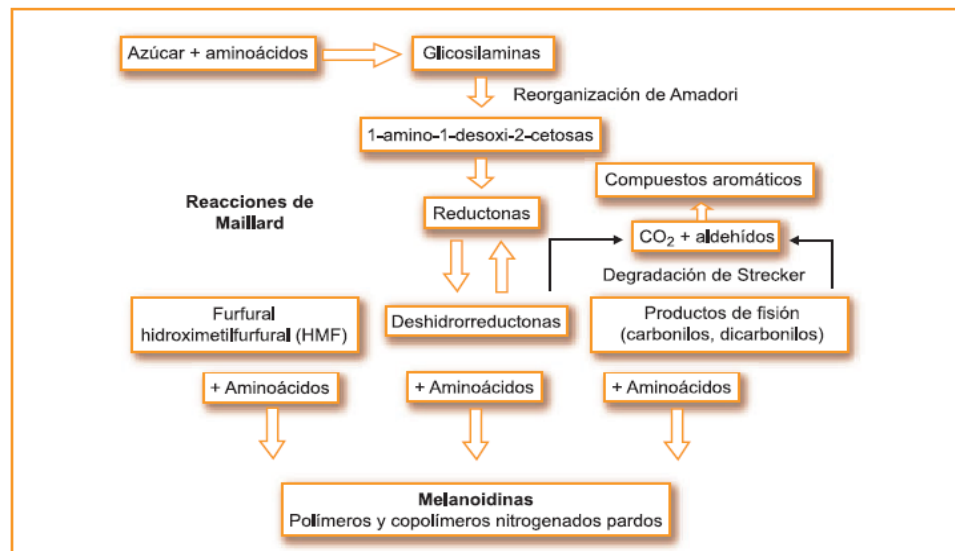 Azúcar + aminoácidos
Glicosilaminas
Reorganización de Amadori
1-amino-1-desoxi-2-cetosas
Compuestos aromáticos
Reacciones de
Maillard
Reductonas
CO₂ + aldehídos
Degradación de Strecker
Furfural
hidroximetilfurfural (HMF)
Deshidrorreductonas
Productos de fisión
(carbonilos, dicarbonilos)
+ Aminoácidos
+ Aminoácidos
+ Aminoácidos
Melanoidinas
Polímeros y copolímeros nitrogenados pardos